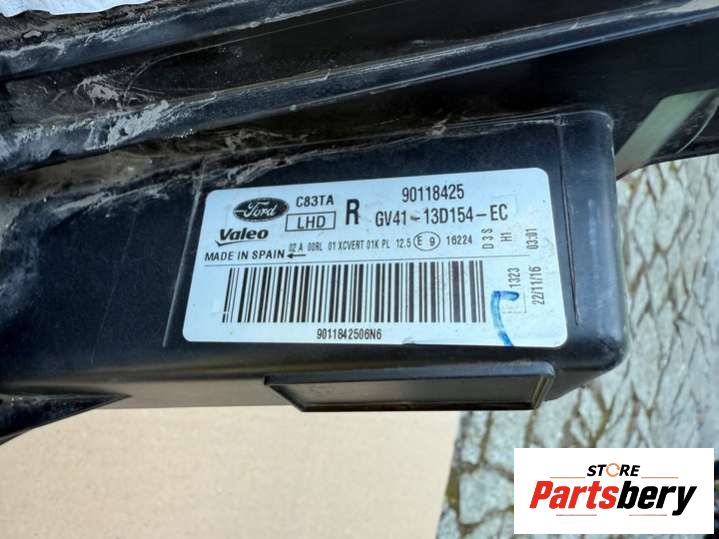 Ford
C83TA
LHD
R
90118425
GV41-13D154-EC
Valeo
MADE IN SPAIN
02 A 00RL 01 XCVERT 01K PL 12.5 E 9 16224
D3S
H1
03:01
1323
22/11/16
9011842506N6
STORE
Partsbery